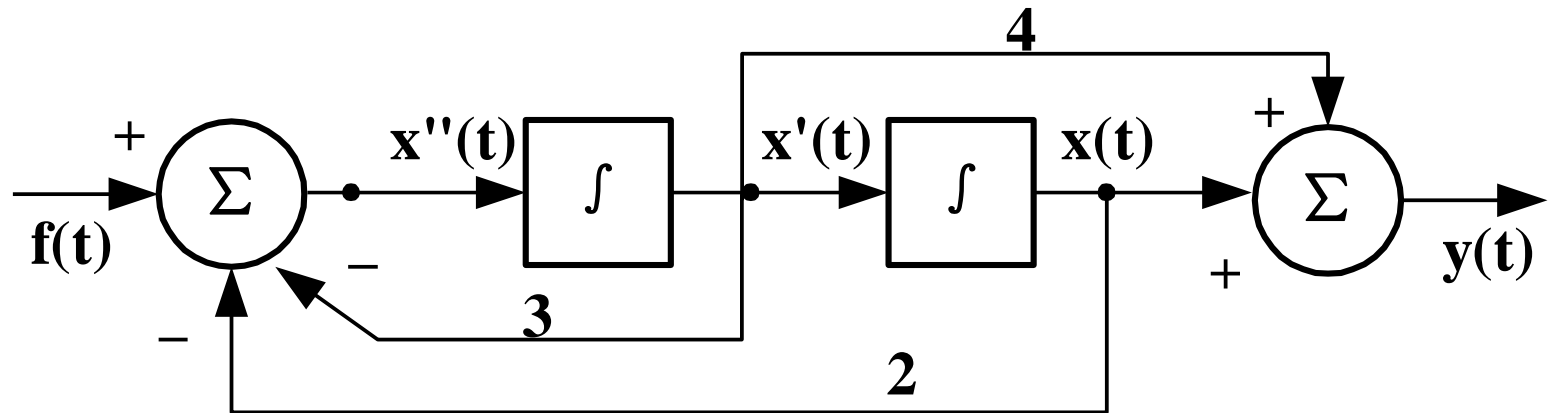 4
+ x''(t) ∫ x'(t) ∫ x(t) +
Σ Σ
f(t) − + y(t)
− 3
2